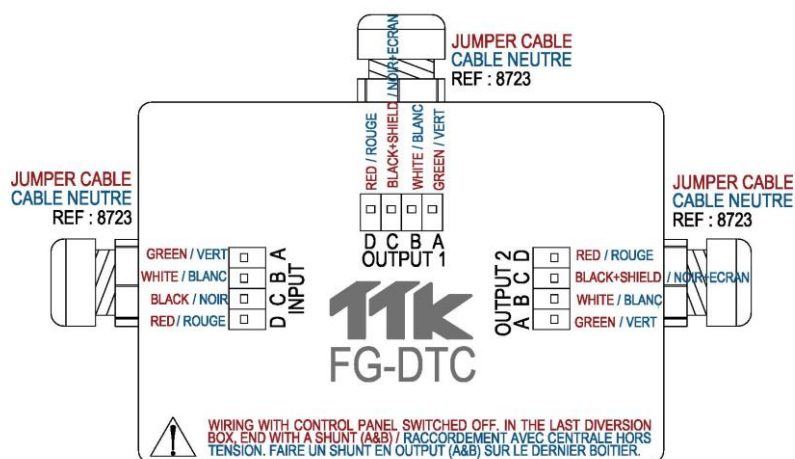 JUMPER CABLE
CABLE NEUTRE
REF : 8723
RED / ROUGE
BLACK+SHIELD / NOIR+ECRAN
WHITE / BLANC
GREEN / VERT
D C B A
OUTPUT 1
JUMPER CABLE
CABLE NEUTRE
REF : 8723
GREEN / VERT
WHITE / BLANC
BLACK / NOIR
RED / ROUGE
D C B A
INPUT
JUMPER CABLE
CABLE NEUTRE
REF : 8723
OUTPUT 2
A B C D
RED / ROUGE
BLACK+SHIELD / NOIR+ECRAN
WHITE / BLANC
GREEN / VERT
TTK
FG-DTC
WIRING WITH CONTROL PANEL SWITCHED OFF. IN THE LAST DIVERSION
BOX, END WITH A SHUNT (A&B) / RACCORDEMENT AVEC CENTRALE HORS
TENSION. FAIRE UN SHUNT EN OUTPUT (A&B) SUR LE DERNIER BOITIER.